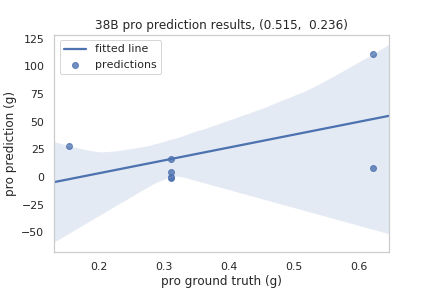 38B pro prediction results, (0.515,  0.236)
fitted line
predictions
125
100
75
50
25
0
−25
−50
pro prediction (g)
0.2 0.3 0.4 0.5 0.6
pro ground truth (g)